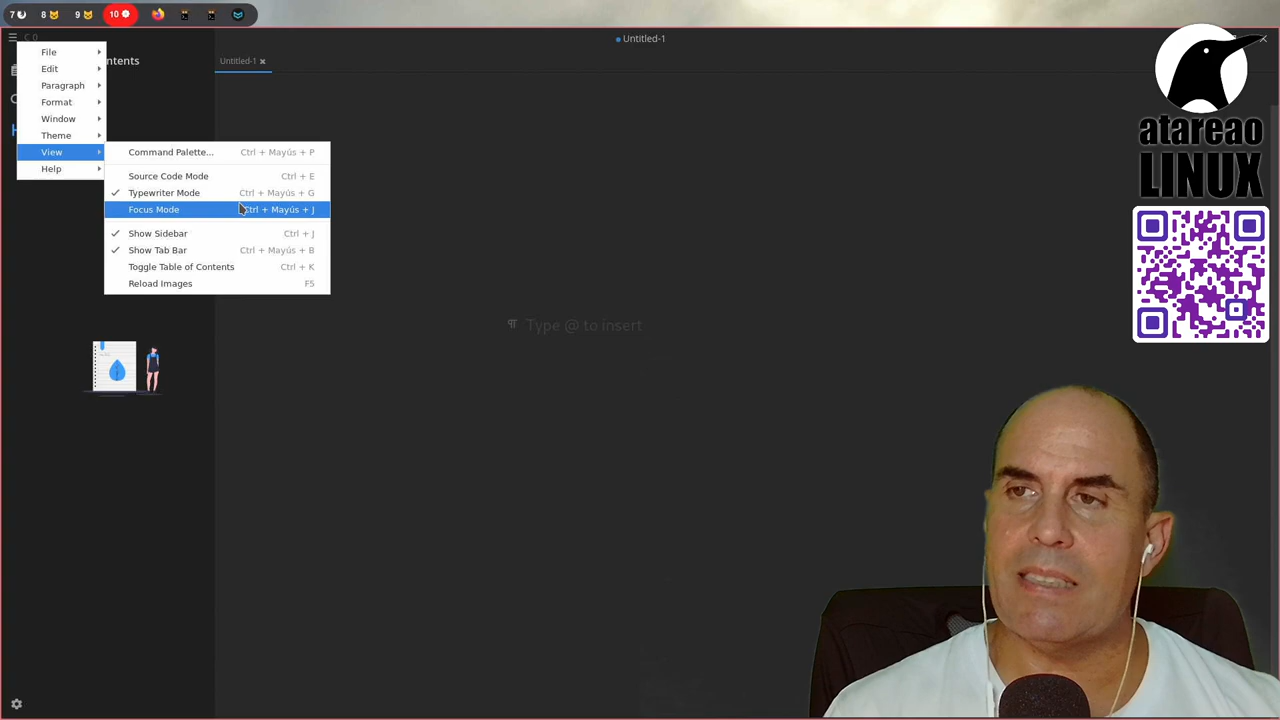 7
8
9
10
C 0
Untitled-1
File
Edit
Paragraph
Format
Window
Theme
View
Help
ntents
Untitled-1
Command Palette... Ctrl + Mayús + P
Source Code Mode Ctrl + E
Typewriter Mode Ctrl + Mayús + G
Focus Mode Ctrl + Mayús + J
Show Sidebar Ctrl + J
Show Tab Bar Ctrl + Mayús + B
Toggle Table of Contents Ctrl + K
Reload Images F5
Type @ to insert
atareao
LINUX